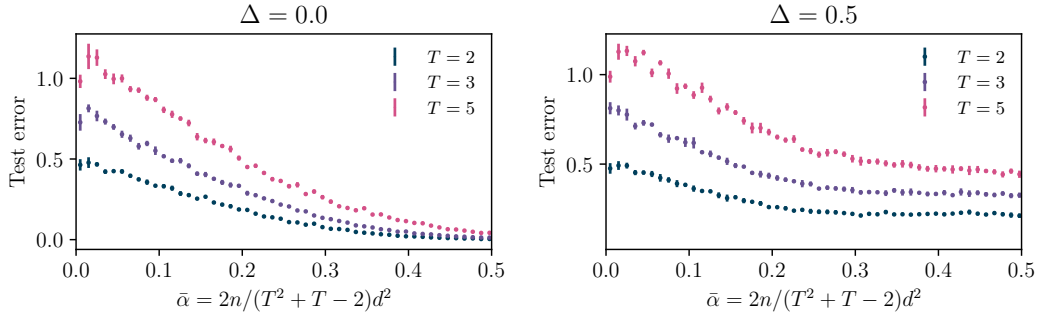 Δ = 0.0
Test error
1.0
0.5
0.0
T = 2
T = 3
T = 5
0.0 0.1 0.2 0.3 0.4 0.5
ᾱ = 2n/(T² + T − 2)d²
Δ = 0.5
Test error
1.0
0.5
T = 2
T = 3
T = 5
0.0 0.1 0.2 0.3 0.4 0.5
ᾱ = 2n/(T² + T − 2)d²